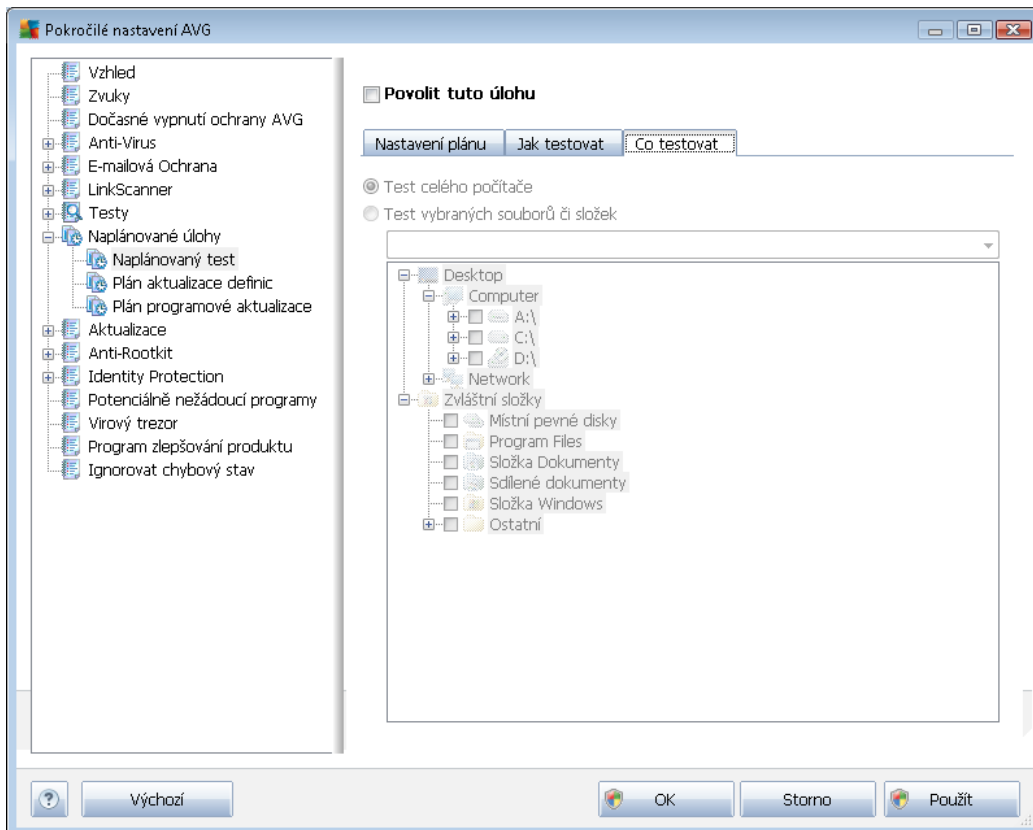 Pokročilé nastavení AVG
Vzhled
Zvuky
Dočasné vypnutí ochrany AVG
Anti-Virus
E-mailová Ochrana
LinkScanner
Testy
Naplánované úlohy
Naplánovaný test
Plán aktualizace definic
Plán programové aktualizace
Aktualizace
Anti-Rootkit
Identity Protection
Potenciálně nežádoucí programy
Virový trezor
Program zlepšování produktu
Ignorovat chybový stav
Povolit tuto úlohu
Nastavení plánu Jak testovat Co testovat
Test celého počítače
Test vybraných souborů či složek
Desktop
Computer
A:\
C:\
D:\
Network
Zvláštní složky
Místní pevné disky
Program Files
Složka Dokumenty
Sdílené dokumenty
Složka Windows
Ostatní
? Výchozí OK Storno Použít